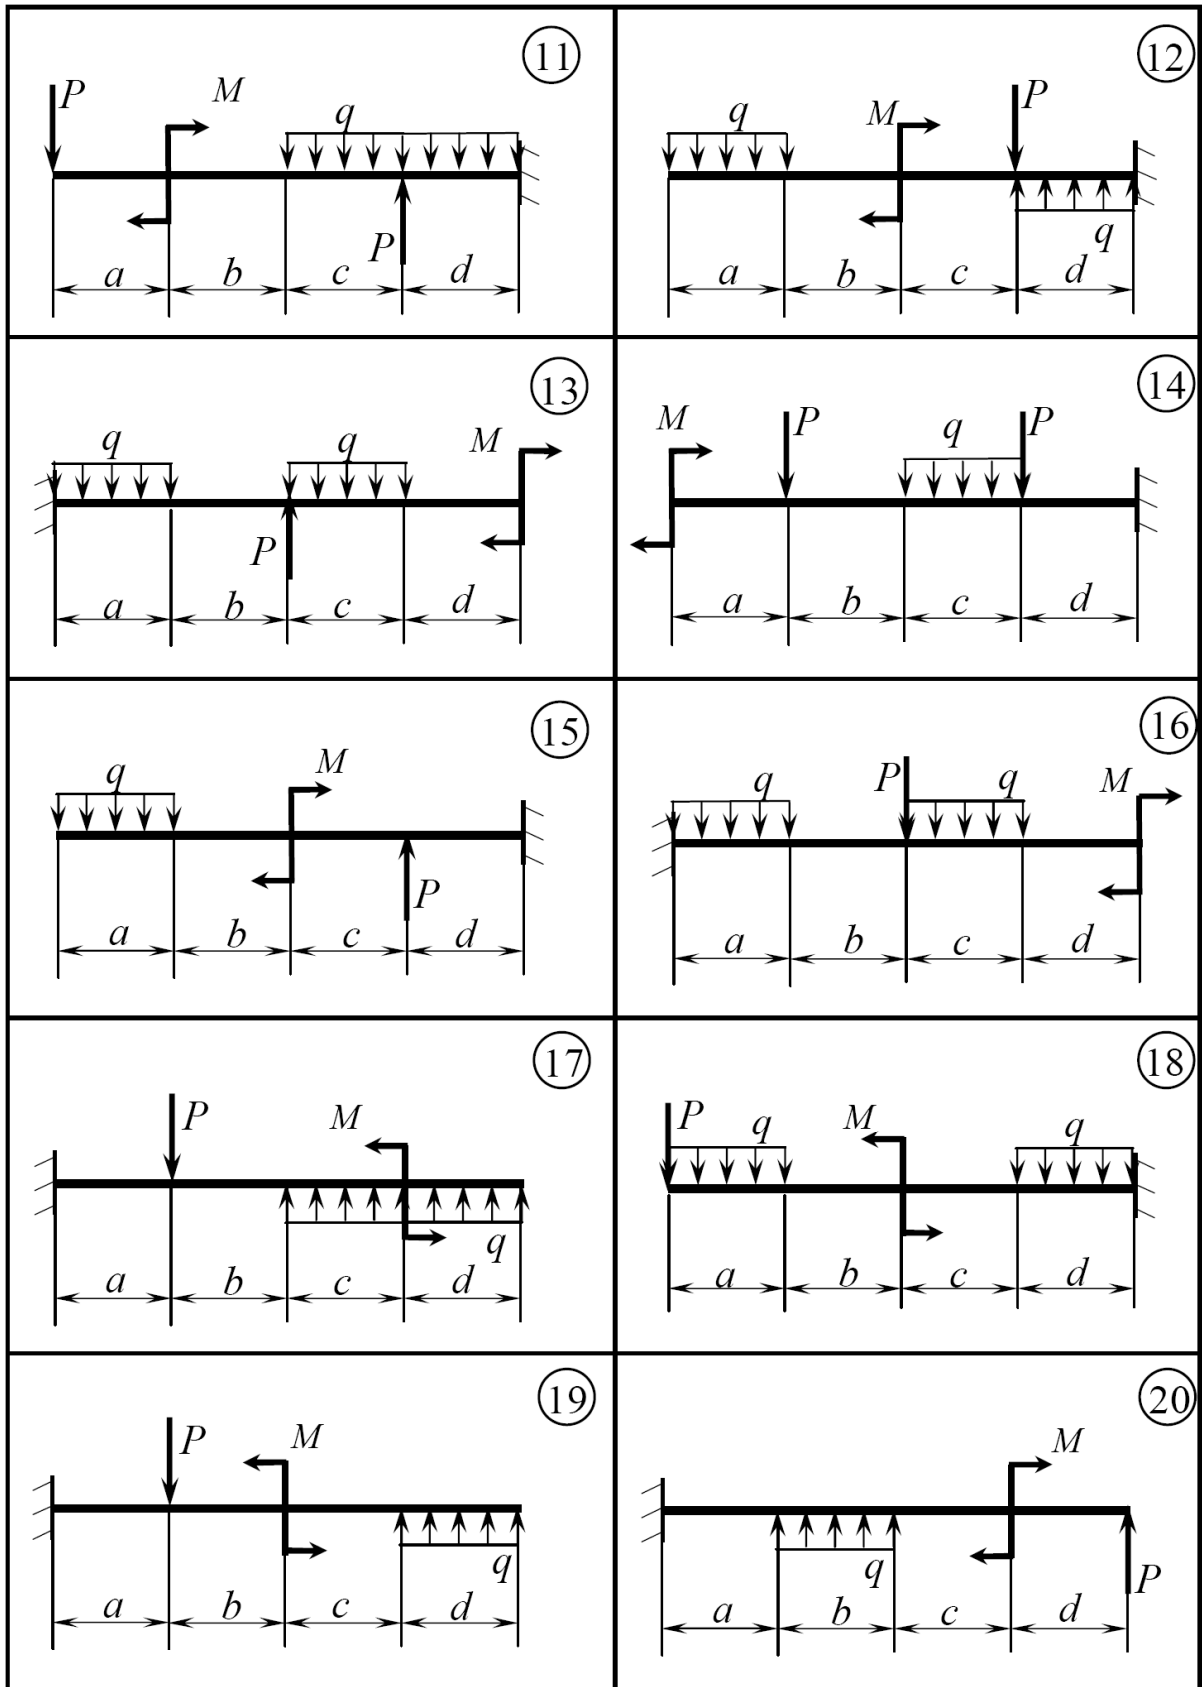 11
P M q
P
a b c d
12
q M P
q
a b c d
13
q q M
P
a b c d
14
M P q P
a b c d
15
q M
P
a b c d
16
q P q M
a b c d
17
P M
q
a b c d
18
P q M q
a b c d
19
P M
q
a b c d
20
M
q P
a b c d